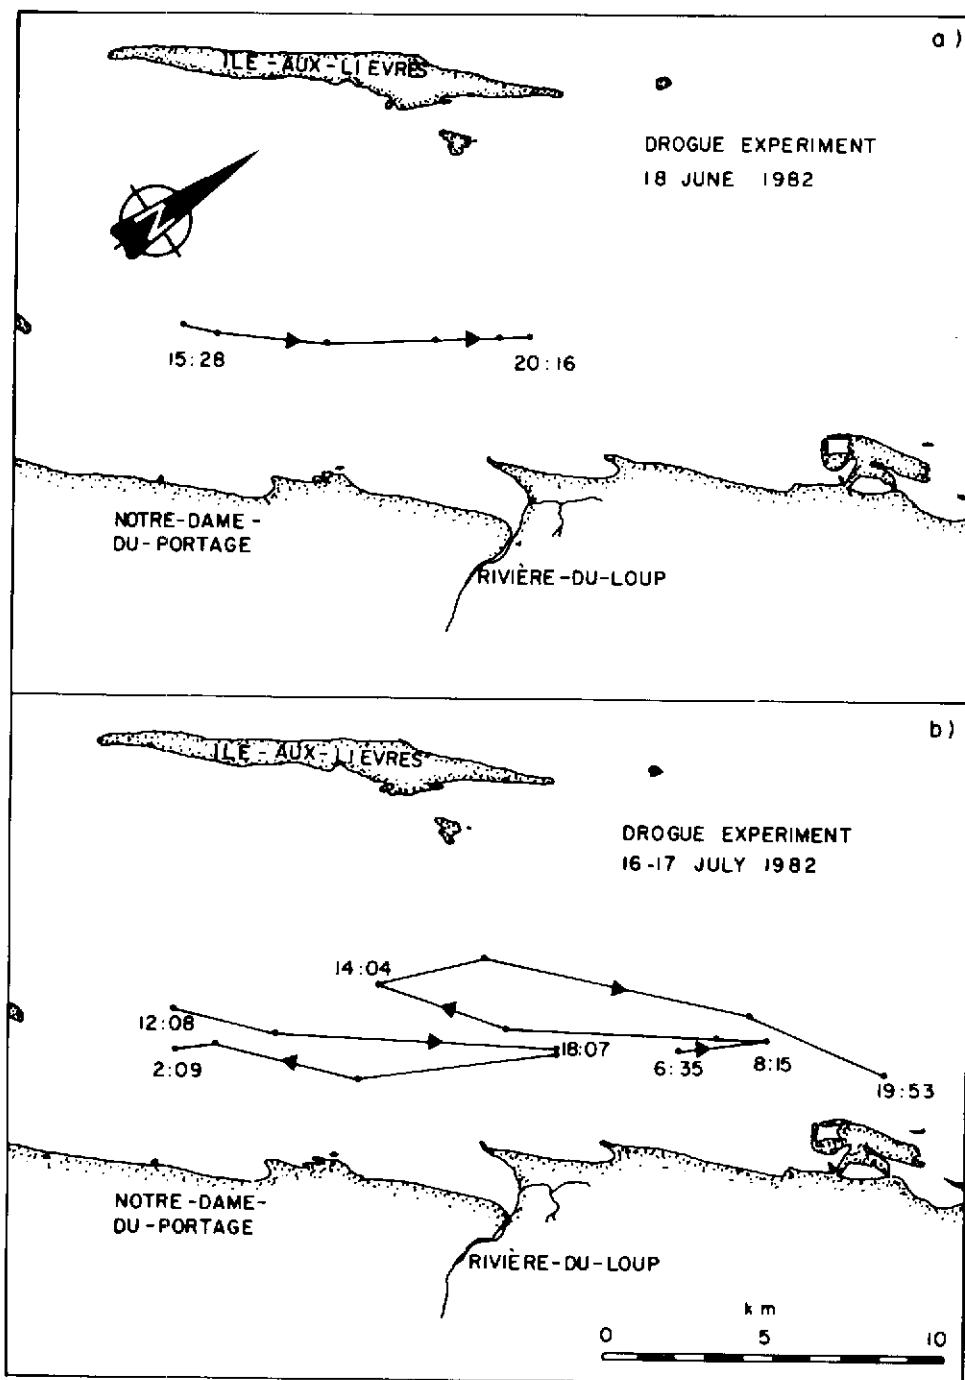 a)
ILE-AUX-LIÈVRES
DROGUE EXPERIMENT
18 JUNE 1982
N
15:28
20:16
NOTRE-DAME-
DU-PORTAGE
RIVIÈRE-DU-LOUP
b)
ILE-AUX-LIEVRES
DROGUE EXPERIMENT
16-17 JULY 1982
14:04
12:08
18:07
2:09
6:35
8:15
19:53
NOTRE-DAME-
DU-PORTAGE
RIVIÈRE-DU-LOUP
km
0 5 10